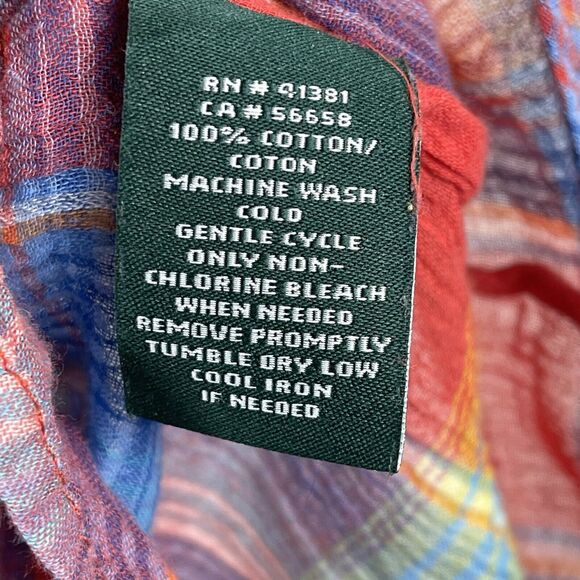 RN # 41381
CA # 56658
100% COTTON/
COTON
MACHINE WASH
COLD
GENTLE CYCLE
ONLY NON-
CHLORINE BLEACH
WHEN NEEDED
REMOVE PROMPTLY
TUMBLE DRY LOW
COOL IRON
IF NEEDED